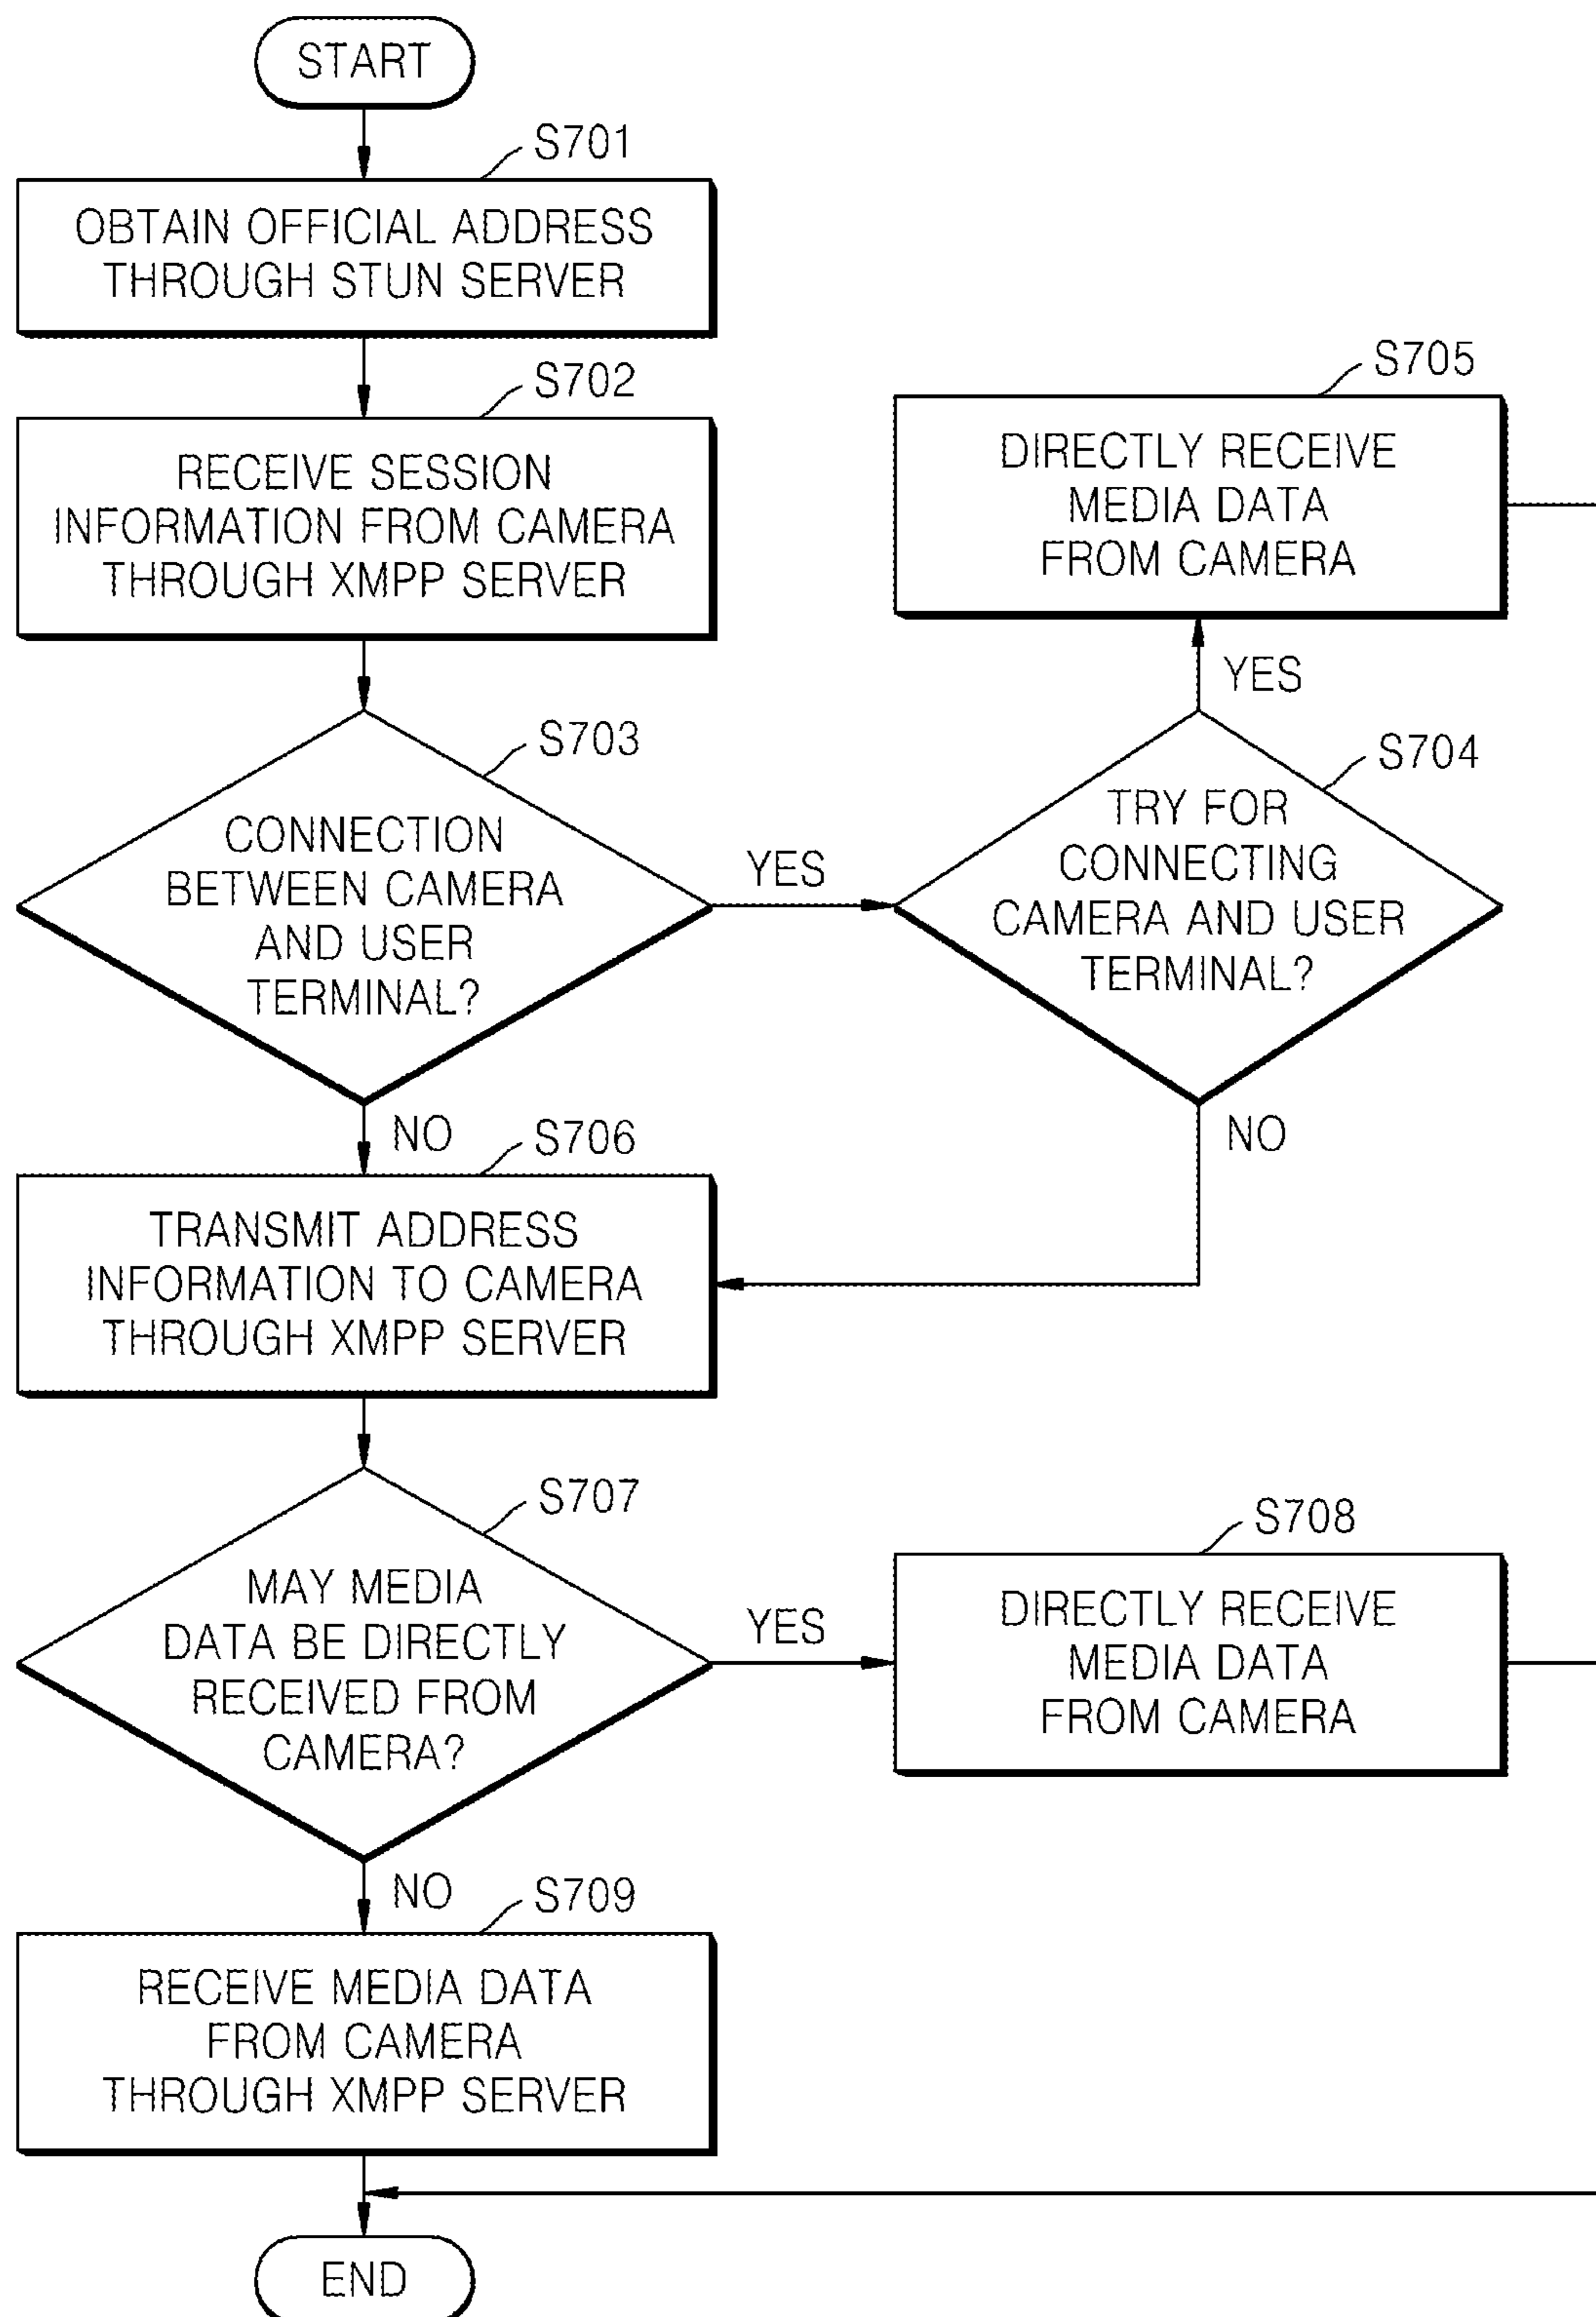 START
S701
OBTAIN OFFICIAL ADDRESS
THROUGH STUN SERVER
S702
RECEIVE SESSION
INFORMATION FROM CAMERA
THROUGH XMPP SERVER
S703
CONNECTION
BETWEEN CAMERA
AND USER
TERMINAL?
YES
NO
S704
TRY FOR
CONNECTING
CAMERA AND USER
TERMINAL?
YES
NO
S705
DIRECTLY RECEIVE
MEDIA DATA
FROM CAMERA
S706
TRANSMIT ADDRESS
INFORMATION TO CAMERA
THROUGH XMPP SERVER
S707
MAY MEDIA
DATA BE DIRECTLY
RECEIVED FROM
CAMERA?
YES
NO
S708
DIRECTLY RECEIVE
MEDIA DATA
FROM CAMERA
S709
RECEIVE MEDIA DATA
FROM CAMERA
THROUGH XMPP SERVER
END